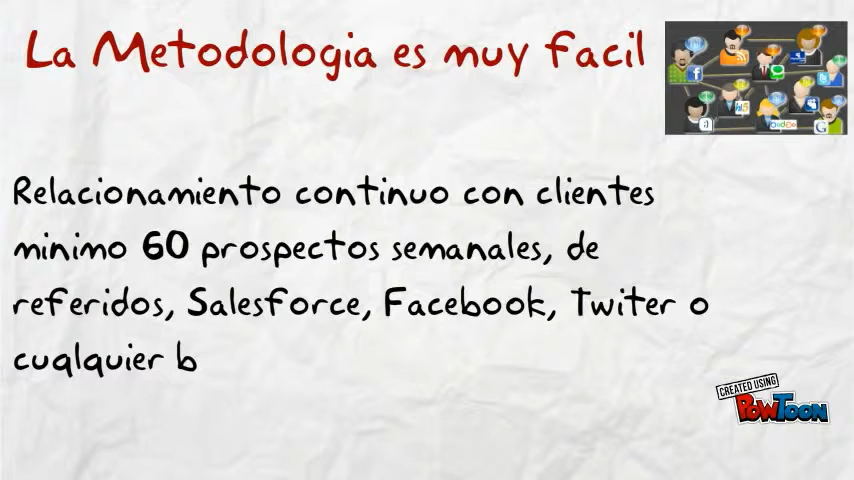 La Metodologia es muy facil
Relacionamiento continuo con clientes
minimo 60 prospectos semanales, de
referidos, Salesforce, Facebook, Twiter o
cualquier b
CREATED USING
POWTOON